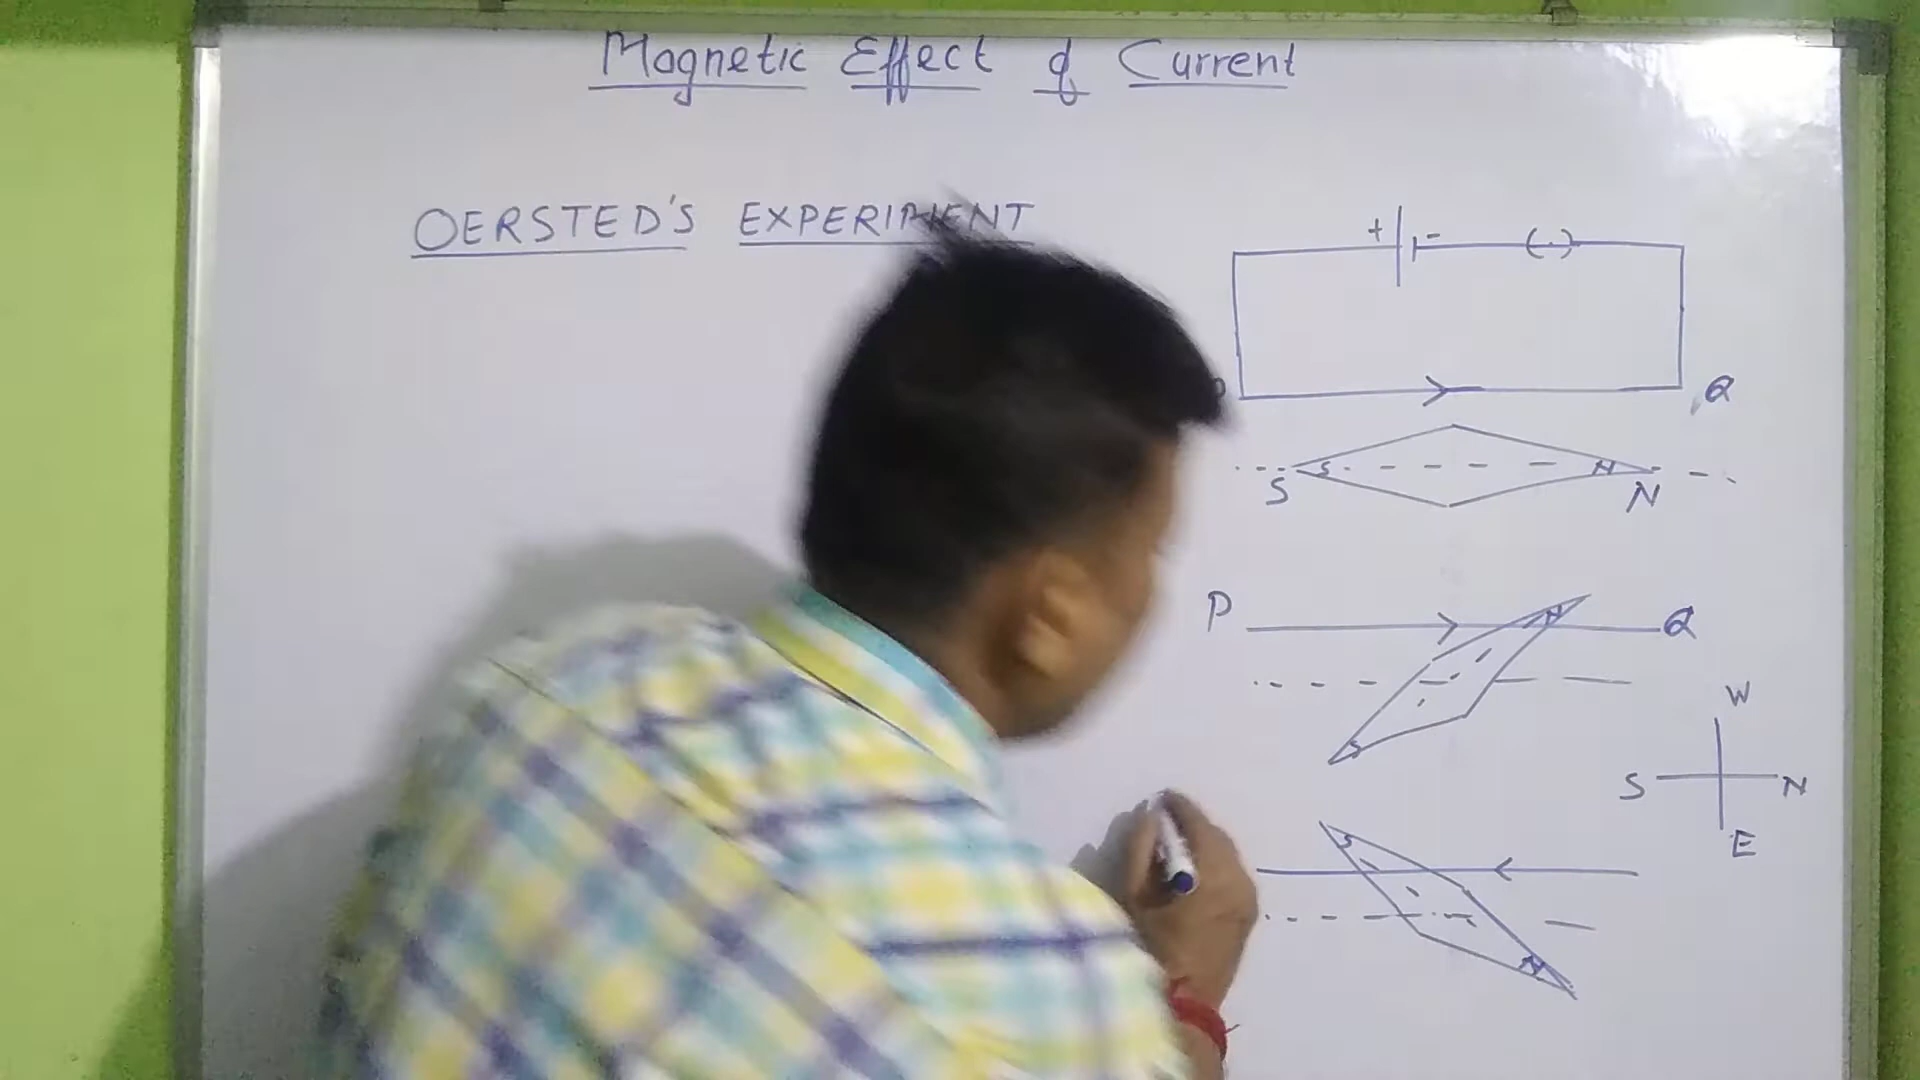 Magnetic Effect of Current
OERSTED'S EXPERIMENT
+ -
(·)
Q
S N
S N
P Q
N
S
W
S N
E
S
N